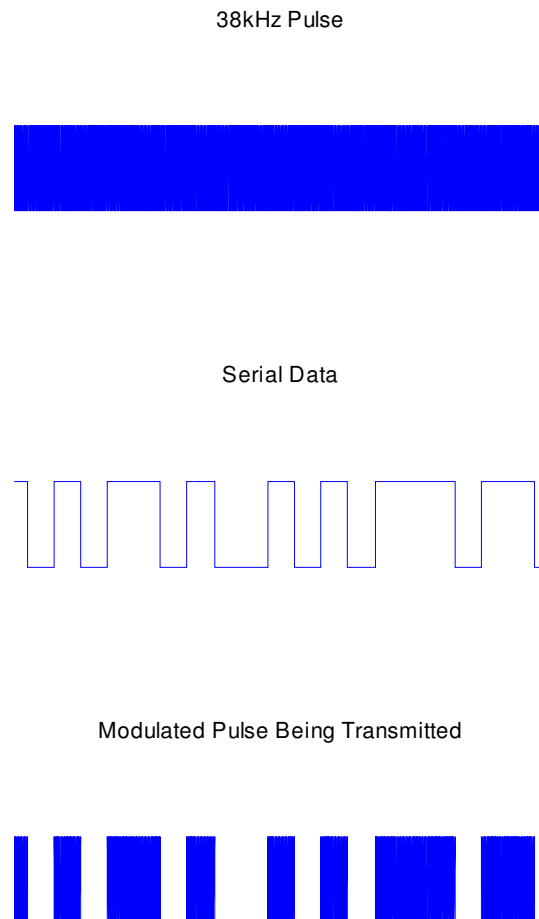 38kHz Pulse
Serial Data
Modulated Pulse Being Transmitted